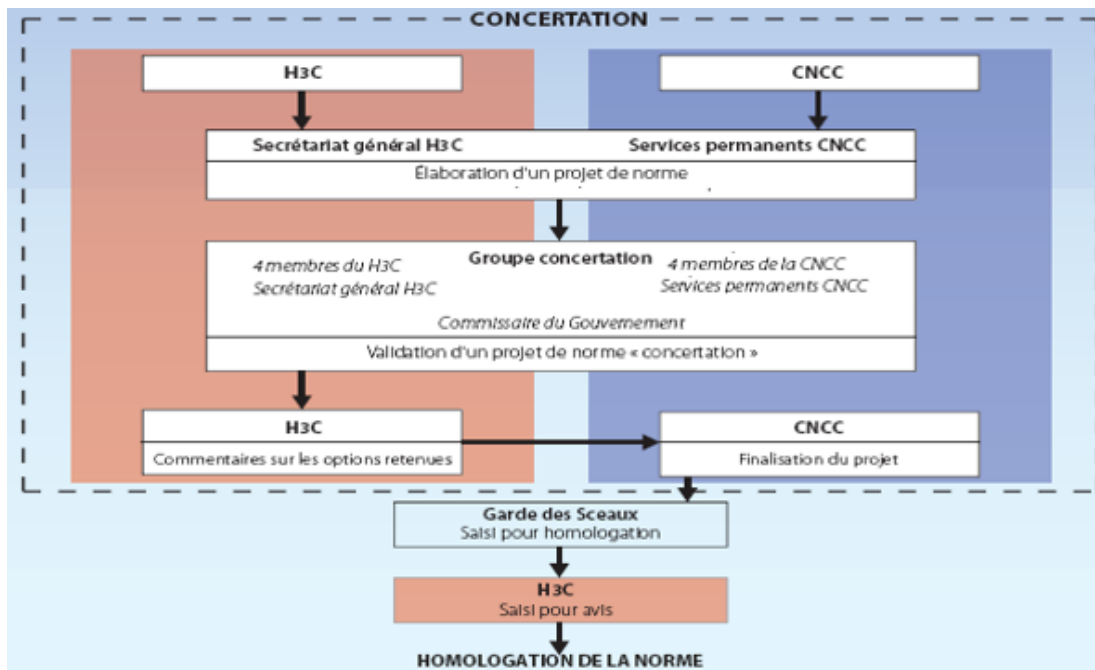 CONCERTATION
H3C
CNCC
Secrétariat général H3C
Services permanents CNCC
Élaboration d'un projet de norme
Groupe concertation
4 membres du H3C
4 membres de la CNCC
Secrétariat général H3C
Services permanents CNCC
Commissaire du Gouvernement
Validation d'un projet de norme « concertation »
H3C
CNCC
Commentaires sur les options retenues
Finalisation du projet
Garde des Sceaux
Saisi pour homologation
H3C
Saisi pour avis
HOMOLOGATION DE LA NORME